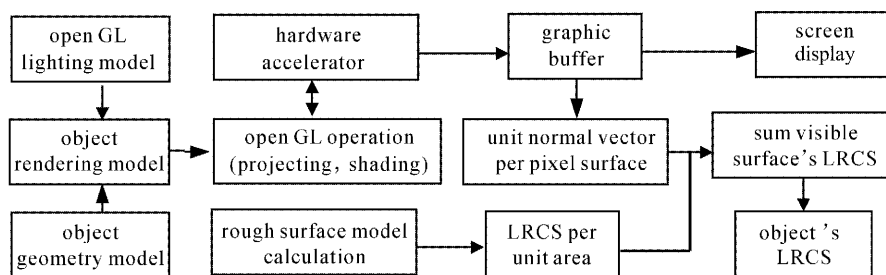 open GL
lighting model
hardware
accelerator
graphic
buffer
screen
display
object
rendering model
open GL operation
(projecting, shading)
unit normal vector
per pixel surface
sum visible
surface's LRCS
object
geometry model
rough surface model
calculation
LRCS per
unit area
object 's
LRCS